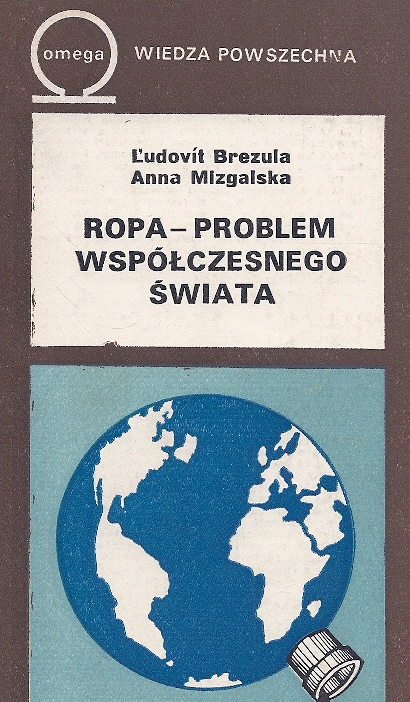 omega
WIEDZA POWSZECHNA
Ľudovít Brezula
Anna Mizgalska
ROPA – PROBLEM
WSPÓŁCZESNEGO
ŚWIATA